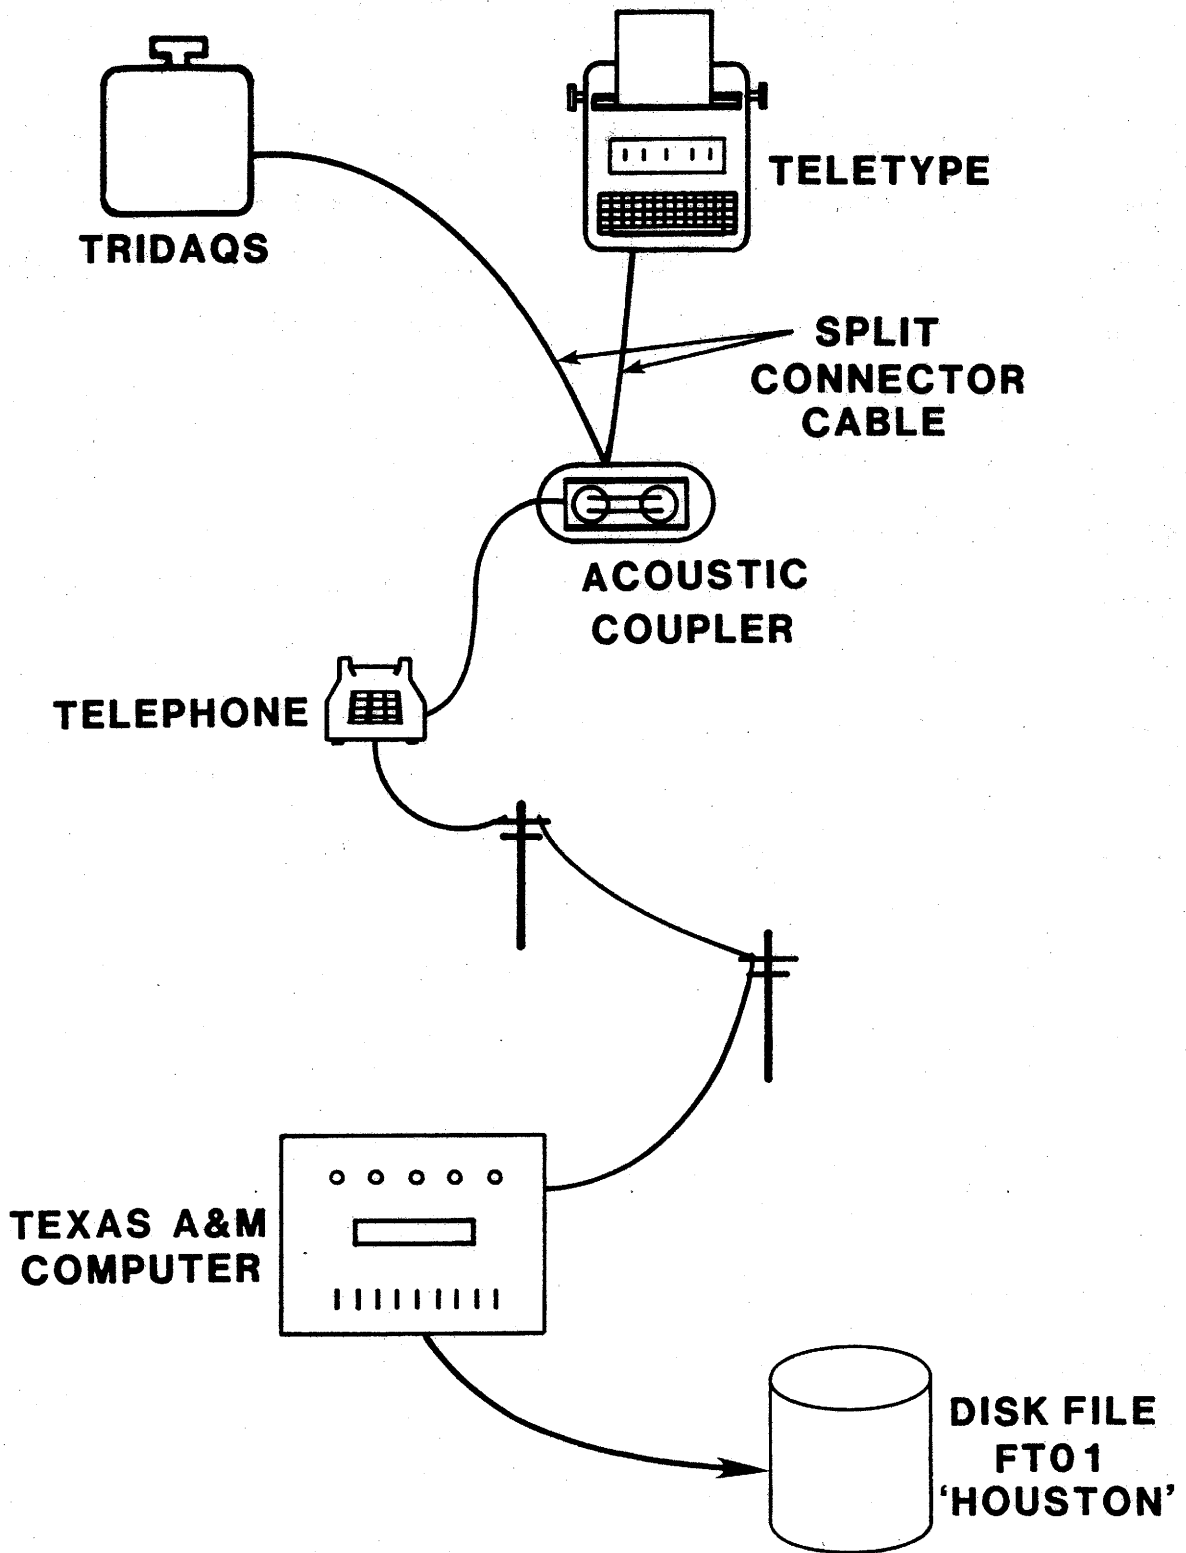 TELETYPE
TRIDAQS
SPLIT
CONNECTOR
CABLE
ACOUSTIC
COUPLER
TELEPHONE
TEXAS A&M
COMPUTER
DISK FILE
FT01
'HOUSTON'